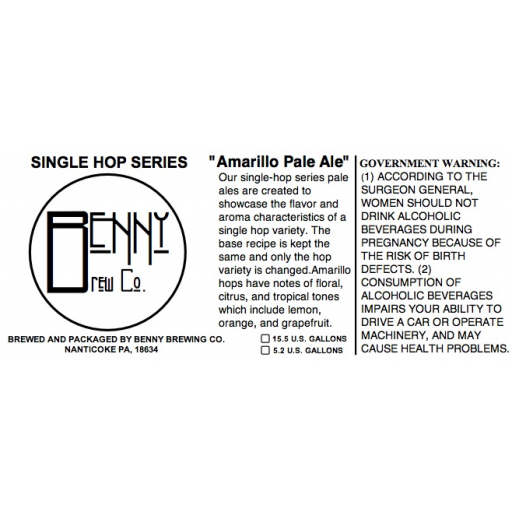 SINGLE HOP SERIES
BENNY
BREW CO.
BREWED AND PACKAGED BY BENNY BREWING CO.
NANTICOKE PA, 18634
"Amarillo Pale Ale"
Our single-hop series pale
ales are created to
showcase the flavor and
aroma characteristics of a
single hop variety. The
base recipe is kept the
same and only the hop
variety is changed.Amarillo
hops have notes of floral,
citrus, and tropical tones
which include lemon,
orange, and grapefruit.
15.5 U.S. GALLONS
5.2 U.S. GALLONS
GOVERNMENT WARNING:
(1) ACCORDING TO THE
SURGEON GENERAL,
WOMEN SHOULD NOT
DRINK ALCOHOLIC
BEVERAGES DURING
PREGNANCY BECAUSE OF
THE RISK OF BIRTH
DEFECTS. (2)
CONSUMPTION OF
ALCOHOLIC BEVERAGES
IMPAIRS YOUR ABILITY TO
DRIVE A CAR OR OPERATE
MACHINERY, AND MAY
CAUSE HEALTH PROBLEMS.